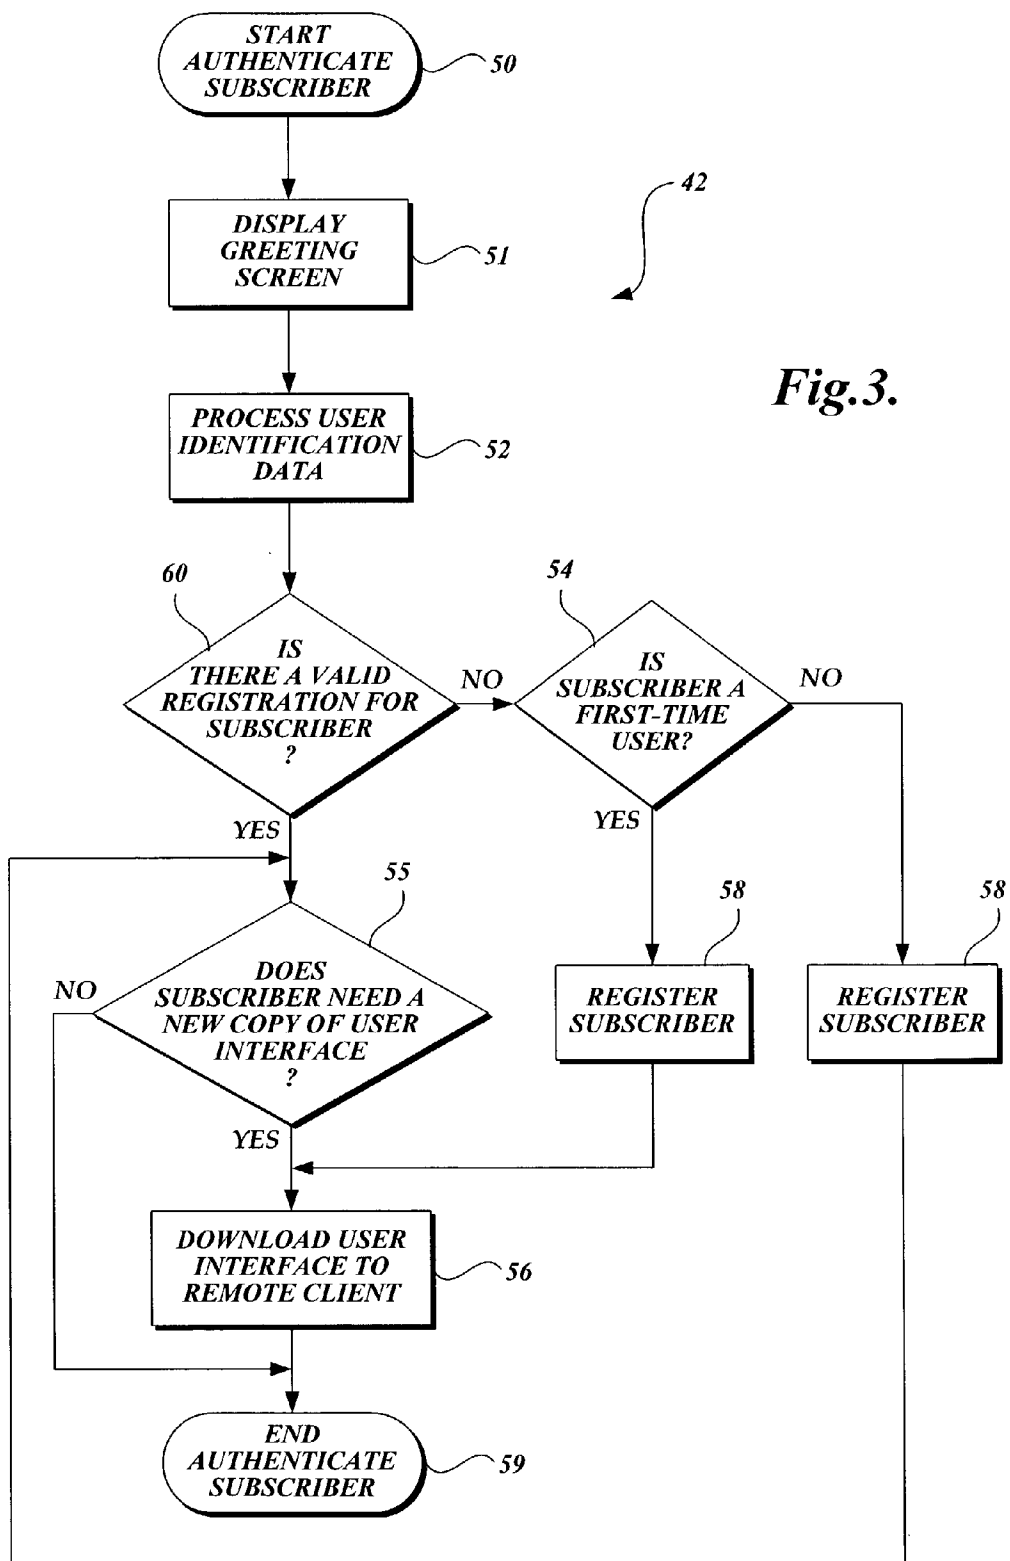 START
AUTHENTICATE
SUBSCRIBER
50
42
DISPLAY
GREETING
SCREEN
51
Fig.3.
PROCESS USER
IDENTIFICATION
DATA
52
60
IS
THERE A VALID
REGISTRATION FOR
SUBSCRIBER
?
NO
YES
54
IS
SUBSCRIBER A
FIRST-TIME
USER?
NO
YES
55
DOES
SUBSCRIBER NEED A
NEW COPY OF USER
INTERFACE
?
NO
YES
58
REGISTER
SUBSCRIBER
58
REGISTER
SUBSCRIBER
DOWNLOAD USER
INTERFACE TO
REMOTE CLIENT
56
END
AUTHENTICATE
SUBSCRIBER
59